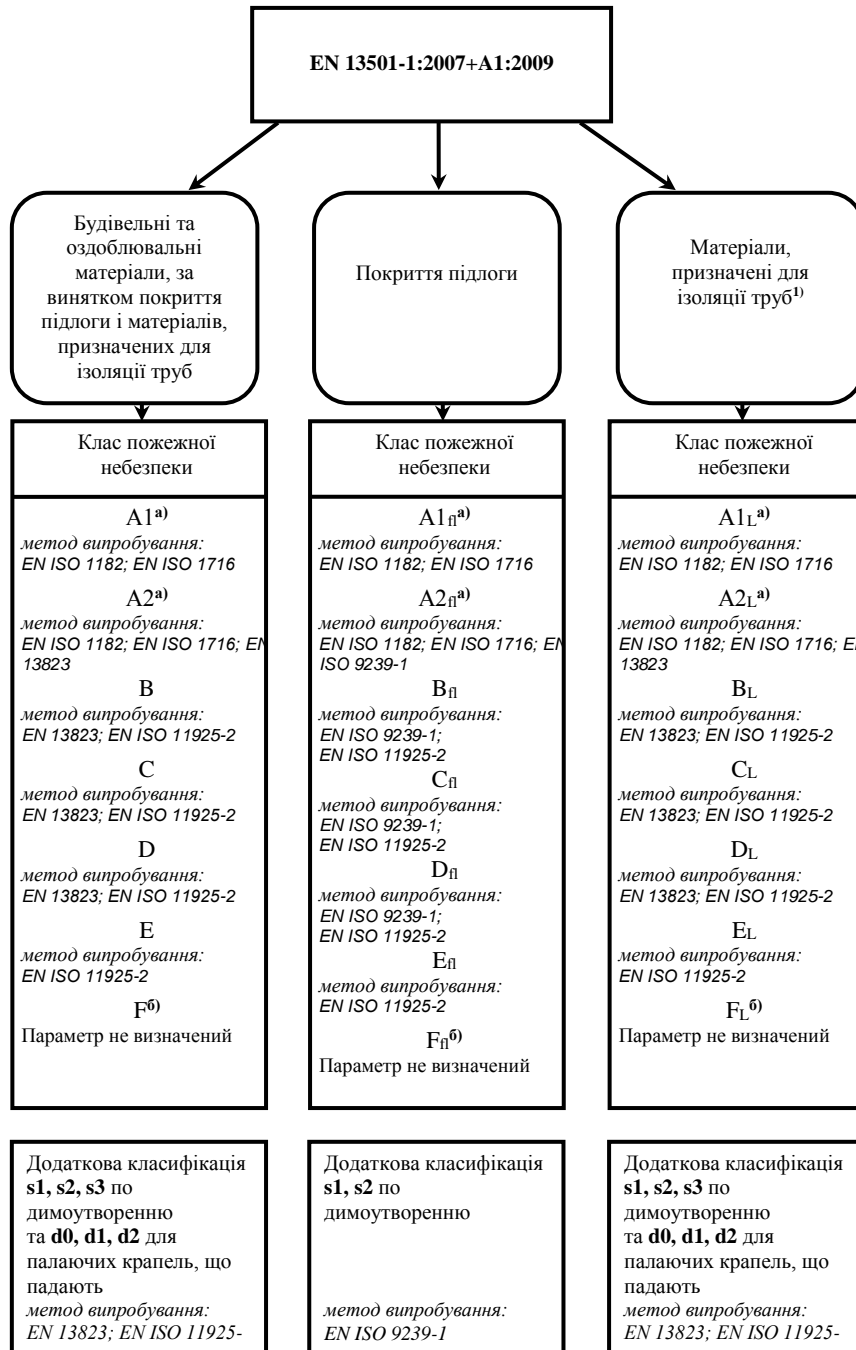 EN 13501-1:2007+A1:2009
Будівельні та
оздоблювальні
матеріали, за
винятком покриття
підлоги і матеріалів,
призначених для
ізоляції труб
Покриття підлоги
Матеріали,
призначені для
ізоляції труб1)
Клас пожежної
небезпеки
A1а)
метод випробування:
EN ISO 1182; EN ISO 1716
A2а)
метод випробування:
EN ISO 1182; EN ISO 1716; EN
13823
B
метод випробування:
EN 13823; EN ISO 11925-2
C
метод випробування:
EN 13823; EN ISO 11925-2
D
метод випробування:
EN 13823; EN ISO 11925-2
E
метод випробування:
EN ISO 11925-2
Fб)
Параметр не визначений
Клас пожежної
небезпеки
A1flа)
метод випробування:
EN ISO 1182; EN ISO 1716
A2flа)
метод випробування:
EN ISO 1182; EN ISO 1716; EN
ISO 9239-1
Bfl
метод випробування:
EN ISO 9239-1;
EN ISO 11925-2
Cfl
метод випробування:
EN ISO 9239-1;
EN ISO 11925-2
Dfl
метод випробування:
EN ISO 9239-1;
EN ISO 11925-2
Efl
метод випробування:
EN ISO 11925-2
Fflб)
Параметр не визначений
Клас пожежної
небезпеки
A1Lа)
метод випробування:
EN ISO 1182; EN ISO 1716
A2Lа)
метод випробування:
EN ISO 1182; EN ISO 1716; EN
13823
BL
метод випробування:
EN 13823; EN ISO 11925-2
CL
метод випробування:
EN 13823; EN ISO 11925-2
DL
метод випробування:
EN 13823; EN ISO 11925-2
EL
метод випробування:
EN ISO 11925-2
FLб)
Параметр не визначений
Додаткова класифікація
s1, s2, s3 по
димоутворенню
та d0, d1, d2 для
палаючих крапель, що
падають
метод випробування:
EN 13823; EN ISO 11925-
Додаткова класифікація
s1, s2 по
димоутворенню
метод випробування:
EN ISO 9239-1
Додаткова класифікація
s1, s2, s3 по
димоутворенню
та d0, d1, d2 для
палаючих крапель, що
падають
метод випробування:
EN 13823; EN ISO 11925-